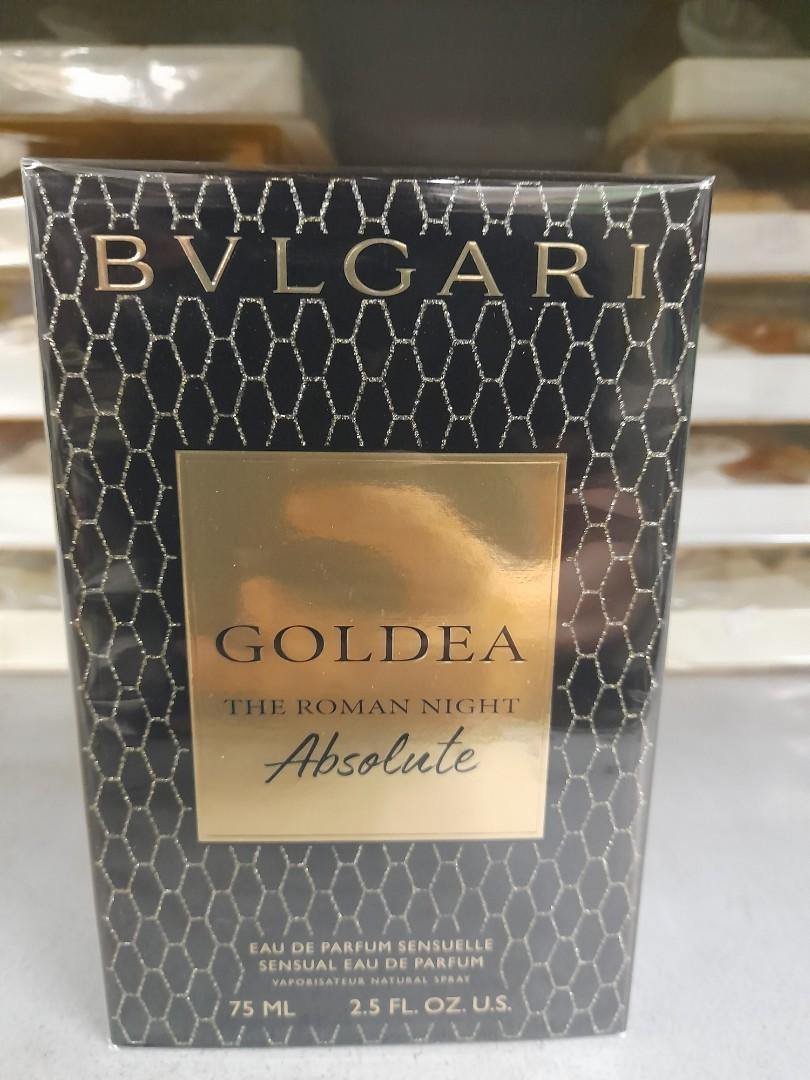 BVLGARI
GOLDEA
THE ROMAN NIGHT
Absolute
EAU DE PARFUM SENSUELLE
SENSUAL EAU DE PARFUM
VAPORISATEUR NATURAL SPRAY
75 ML 2.5 FL. OZ. U.S.